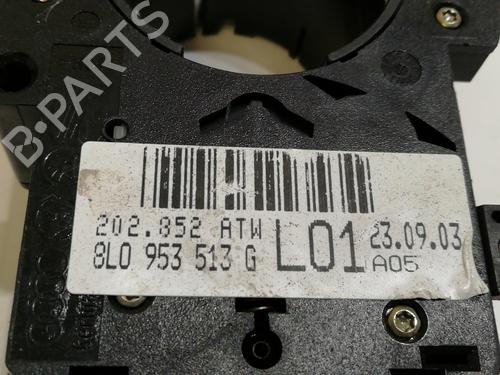 B-PARTS
202.852 ATW
8L0 953 513 G
L01
23.09.03
A05